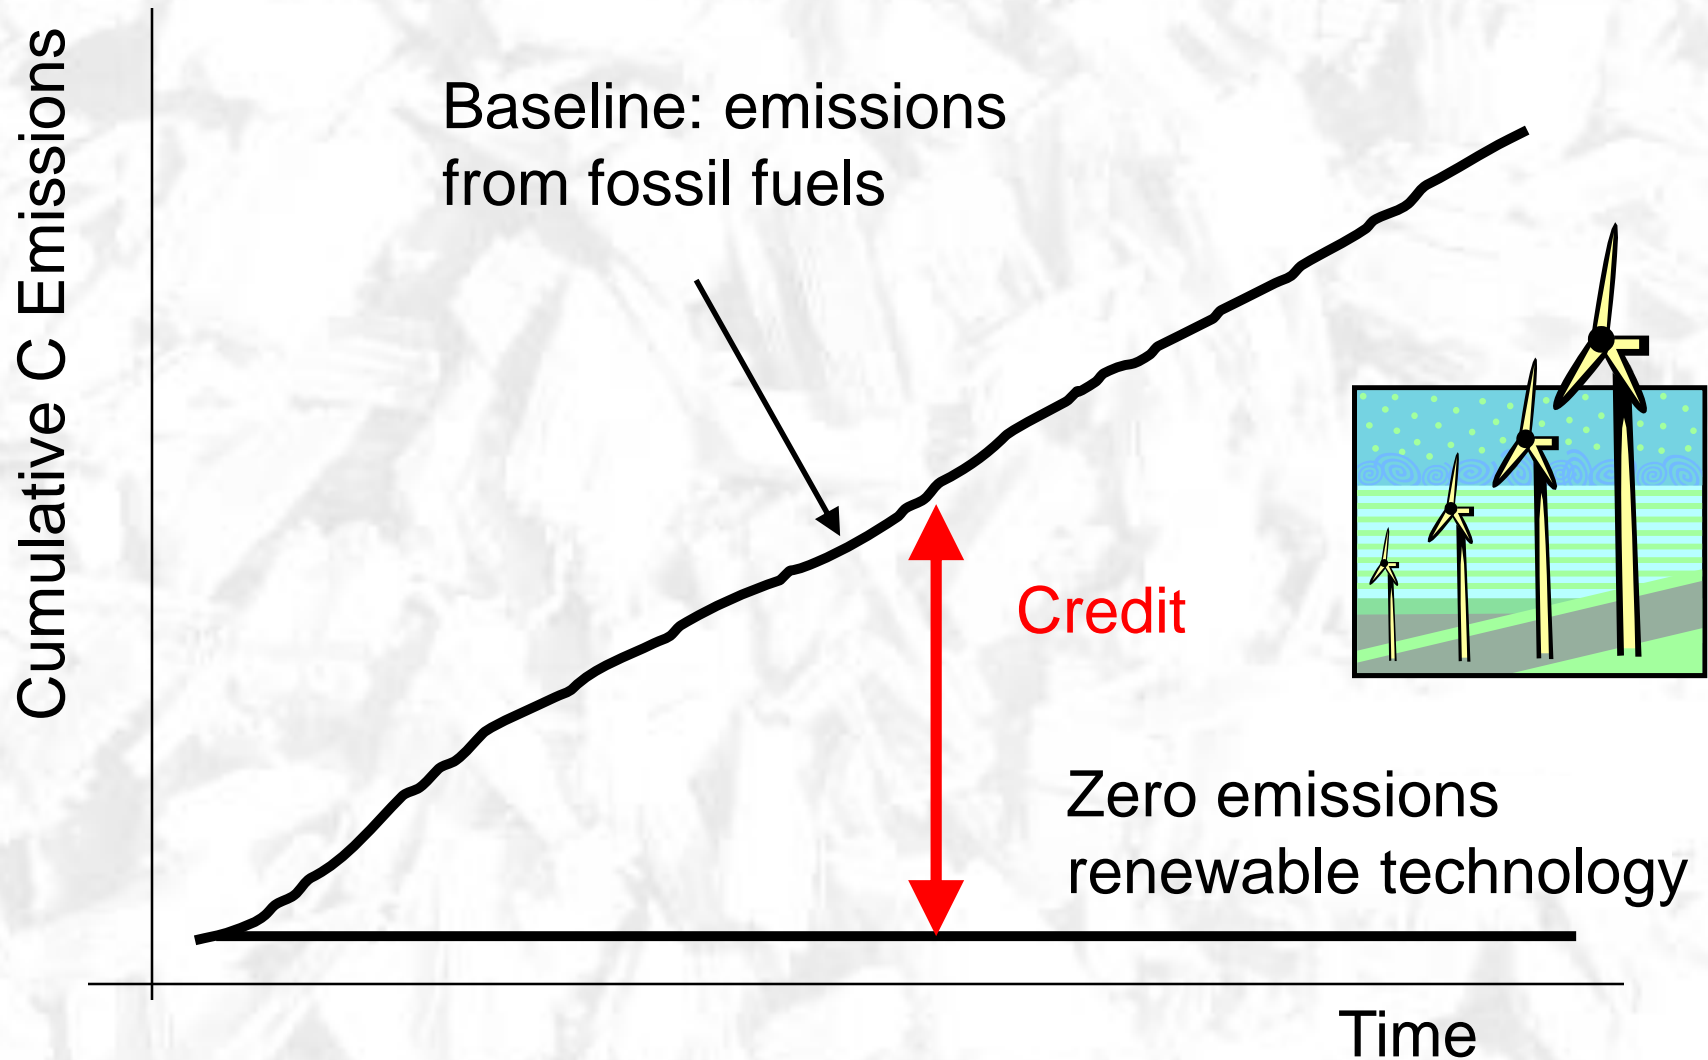 Cumulative C Emissions
Baseline: emissions
from fossil fuels
Credit
Zero emissions
renewable technology
Time